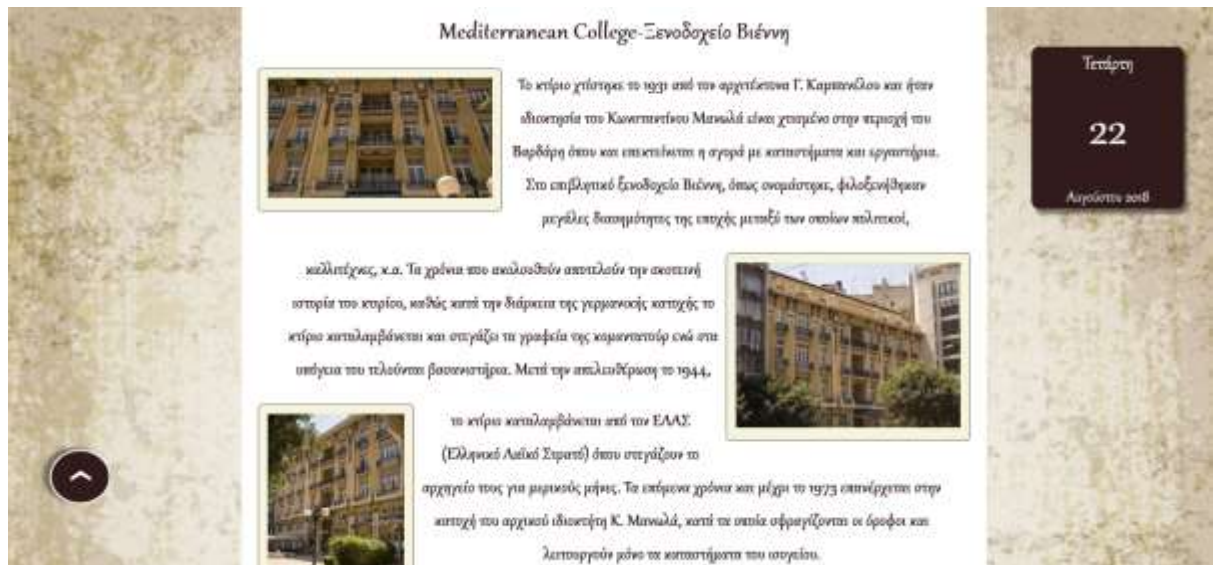 Mediterranean College-Ξενοδοχείο Βιέννη
Το κτίριο χτίστηκε το 1931 από τον αρχιτέκτονα Γ. Καμπανέλου και ήταν
ιδιοκτησία του Κωνσταντίνου Μανωλά είναι χτισμένο στην περιοχή του
Βαρδάρη όπου και επεκτείνεται η αγορά με καταστήματα και εργαστήρια.
Στο επιβλητικό ξενοδοχείο Βιέννη, όπως ονομάστηκε, φιλοξενήθηκαν
μεγάλες διασημότητες της εποχής μεταξύ των οποίων πολιτικοί,
καλλιτέχνες, κ.α. Τα χρόνια που ακολουθούν αποτελούν την σκοτεινή
ιστορία του κτιρίου, καθώς κατά την διάρκεια της γερμανικής κατοχής το
κτίριο καταλαμβάνεται και στεγάζει τα γραφεία της κομαντατούρ ενώ στα
υπόγεια του τελούνται βασανιστήρια. Μετά την απελευθέρωση το 1944,
το κτίριο καταλαμβάνεται από τον ΕΛΑΣ
(Ελληνικό Λαϊκό Στρατό) όπου στεγάζουν το
αρχηγείο τους για μερικούς μήνες. Τα επόμενα χρόνια και μέχρι το 1973 επανέρχεται στην
κατοχή του αρχικού ιδιοκτήτη Κ. Μανωλά, κατά τα οποία σφραγίζονται οι όροφοι και
λειτουργούν μόνο τα καταστήματα του ισογείου.
Τετάρτη
22
Αυγούστου 2018